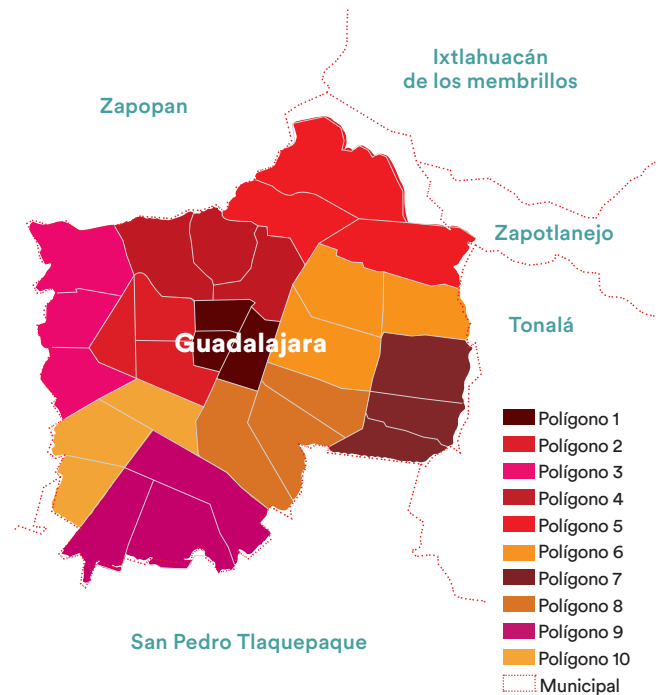 Ixtlahuacán
de los membrillos
Zapopan
Zapotlanejo
Tonalá
Guadalajara
San Pedro Tlaquepaque
Polígono 1
Polígono 2
Polígono 3
Polígono 4
Polígono 5
Polígono 6
Polígono 7
Polígono 8
Polígono 9
Polígono 10
Municipal